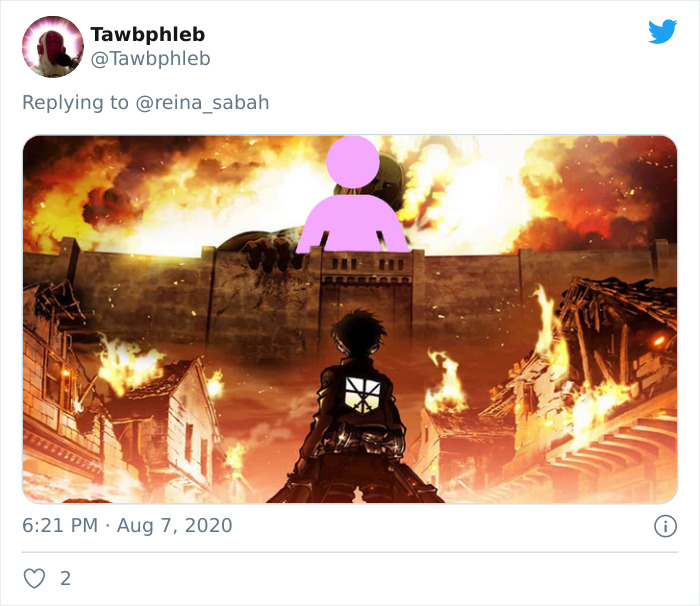 Tawbphleb
@Tawbphleb
Replying to @reina_sabah
6:21 PM · Aug 7, 2020
2